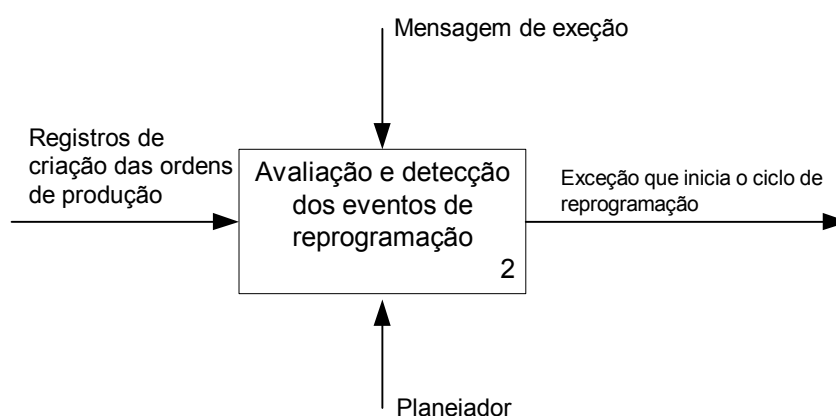 Mensagem de exeção
Registros de
criação das ordens
de produção
Avaliação e detecção
dos eventos de
reprogramação
2
Exceção que inicia o ciclo de
reprogramação
Planejador